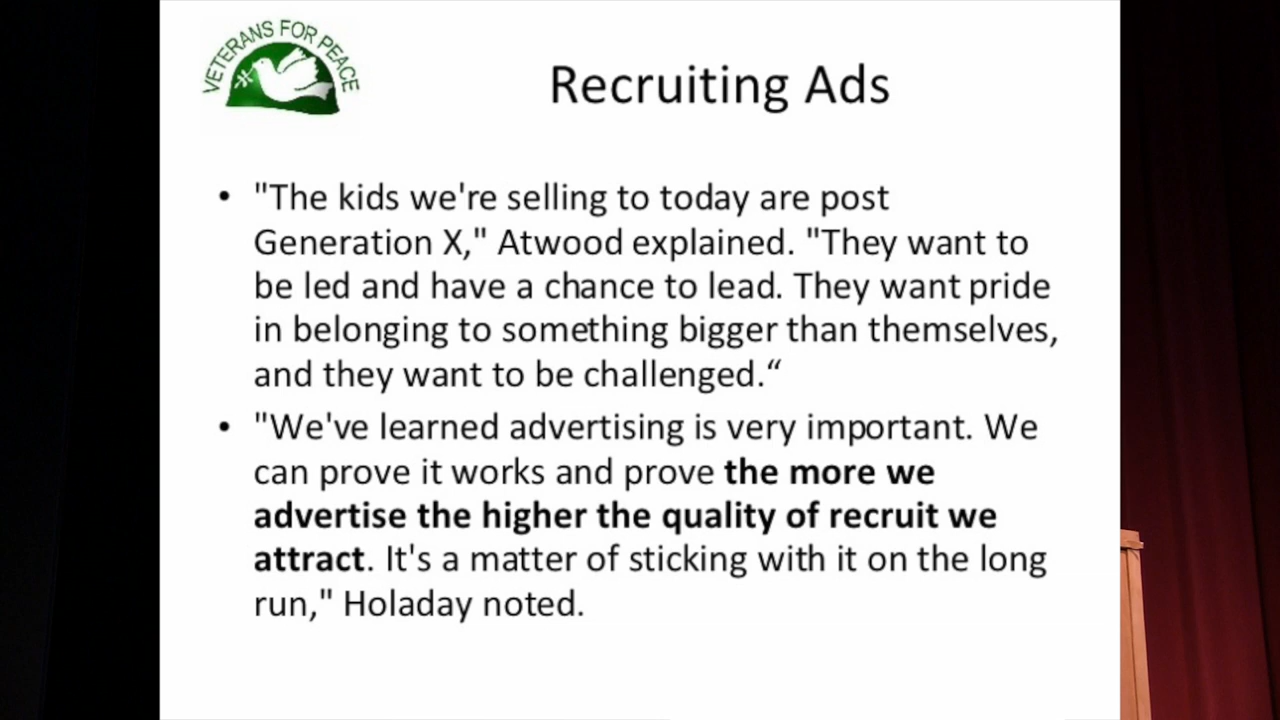 VETERANS FOR PEACE
Recruiting Ads
• "The kids we're selling to today are post
Generation X," Atwood explained. "They want to
be led and have a chance to lead. They want pride
in belonging to something bigger than themselves,
and they want to be challenged.“
• "We've learned advertising is very important. We
can prove it works and prove the more we
advertise the higher the quality of recruit we
attract. It's a matter of sticking with it on the long
run," Holaday noted.